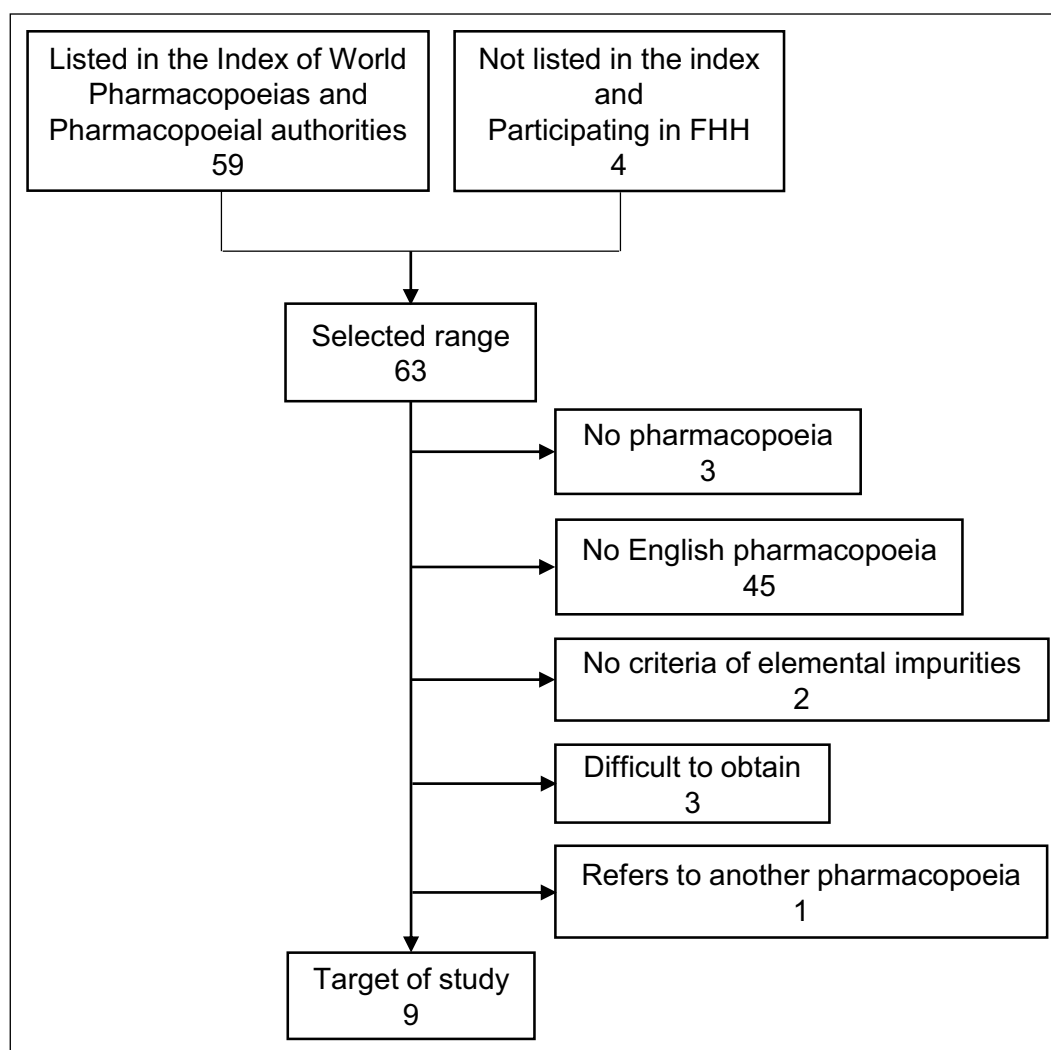 Listed in the Index of World
Pharmacopoeias and
Pharmacopoeial authorities
59
Not listed in the index
and
Participating in FHH
4
Selected range
63
No pharmacopoeia
3
No English pharmacopoeia
45
No criteria of elemental impurities
2
Difficult to obtain
3
Refers to another pharmacopoeia
1
Target of study
9